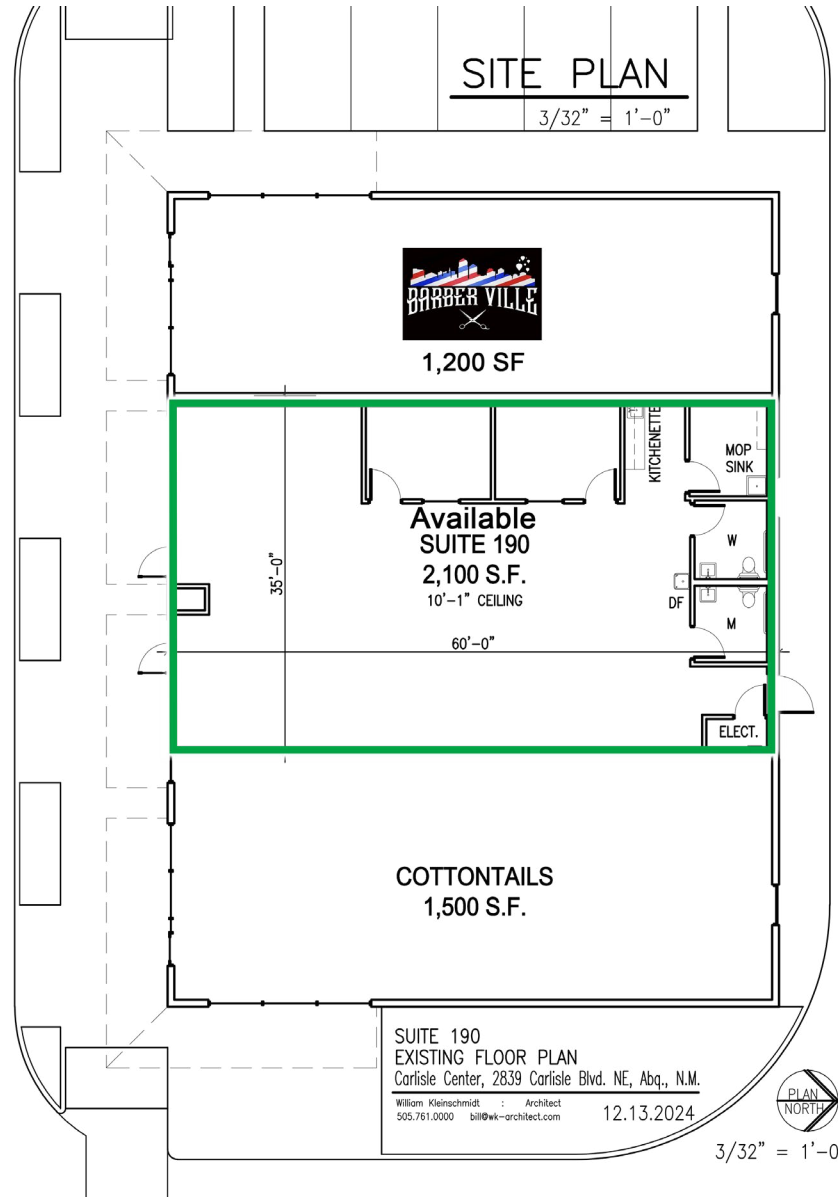 SITE PLAN
3/32" = 1'-0"
BARBER VILLE
1,200 SF
KITCHENETTE
MOP
SINK
Available
SUITE 190
2,100 S.F.
10'-1" CEILING
35'-0"
W
DF
M
60'-0"
ELECT.
COTTONTAILS
1,500 S.F.
SUITE 190
EXISTING FLOOR PLAN
Carlisle Center, 2839 Carlisle Blvd. NE, Abq., N.M.
William Kleinschmidt : Architect
505.761.0000 bill@wk-architect.com 12.13.2024
PLAN
NORTH
3/32" = 1'-0